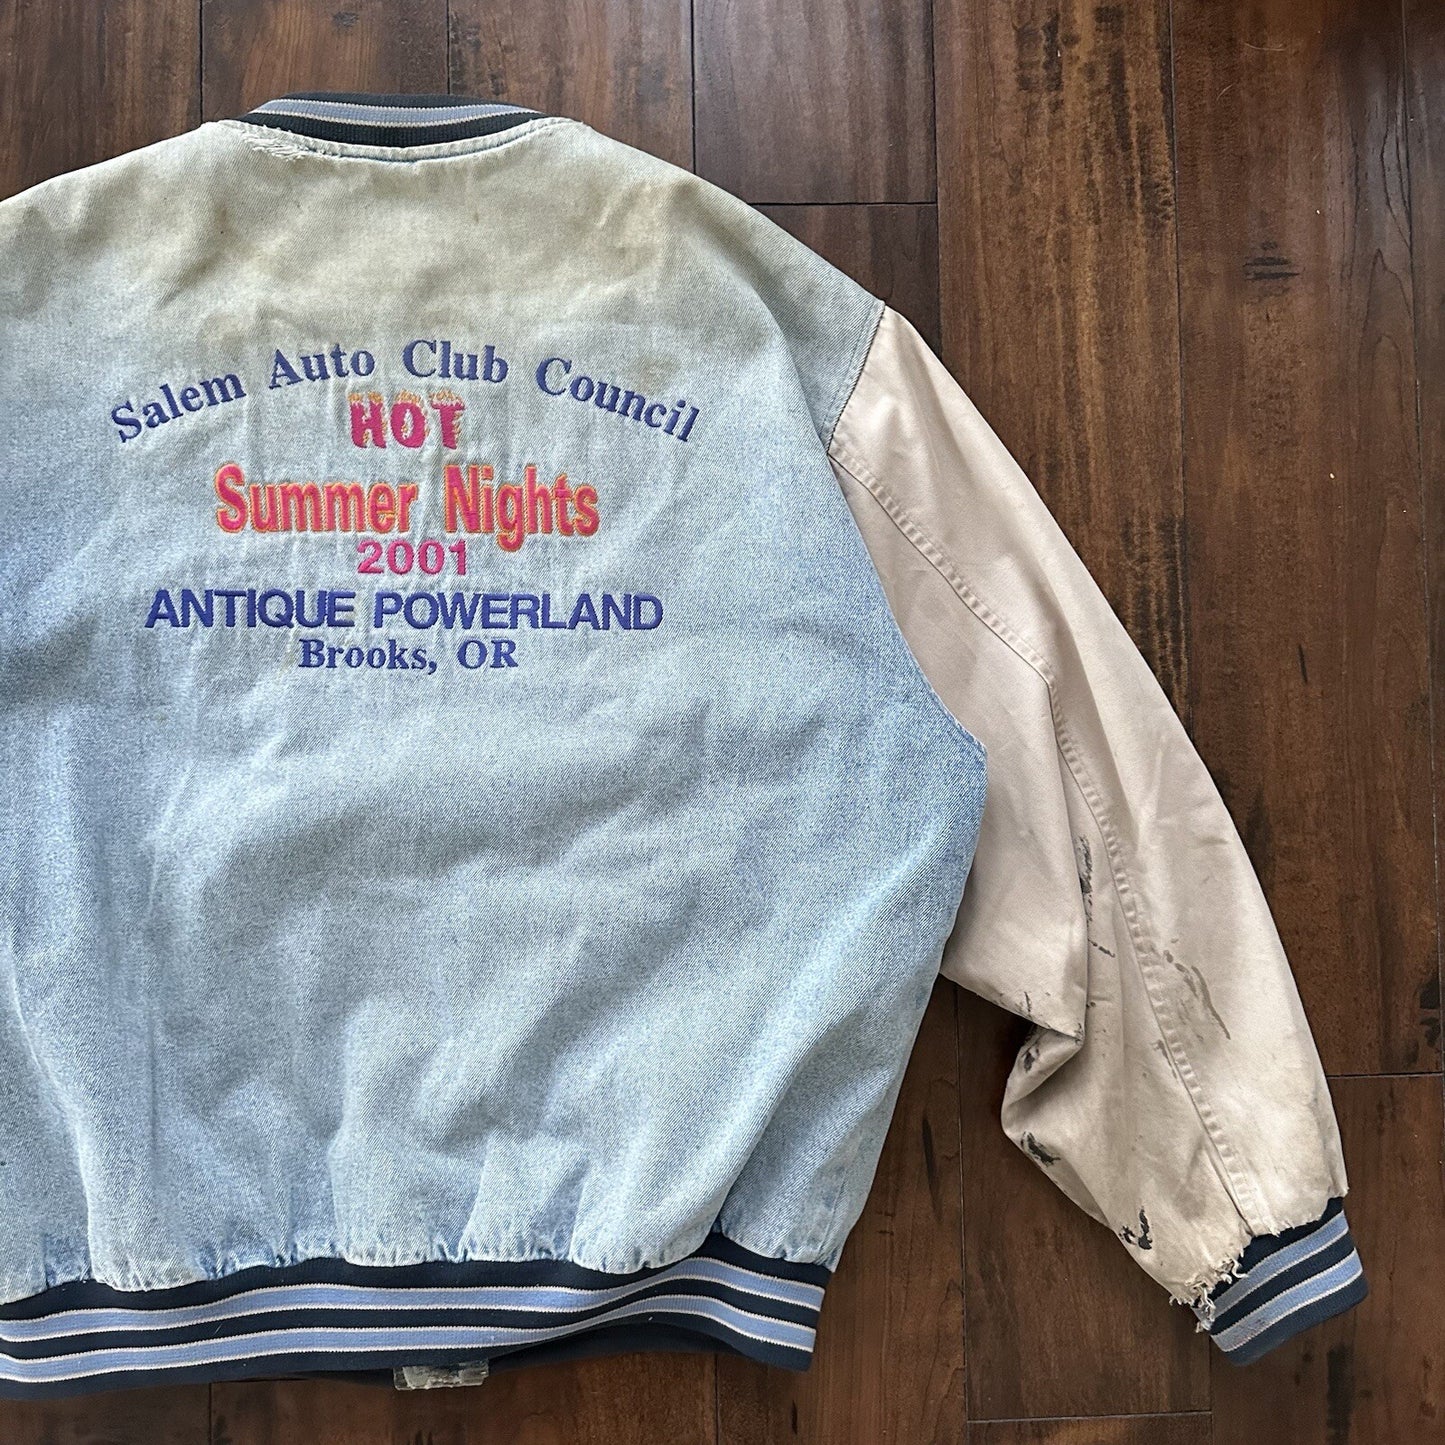 Salem Auto Club Council
HOT
Summer Nights
2001
ANTIQUE POWERLAND
Brooks, OR